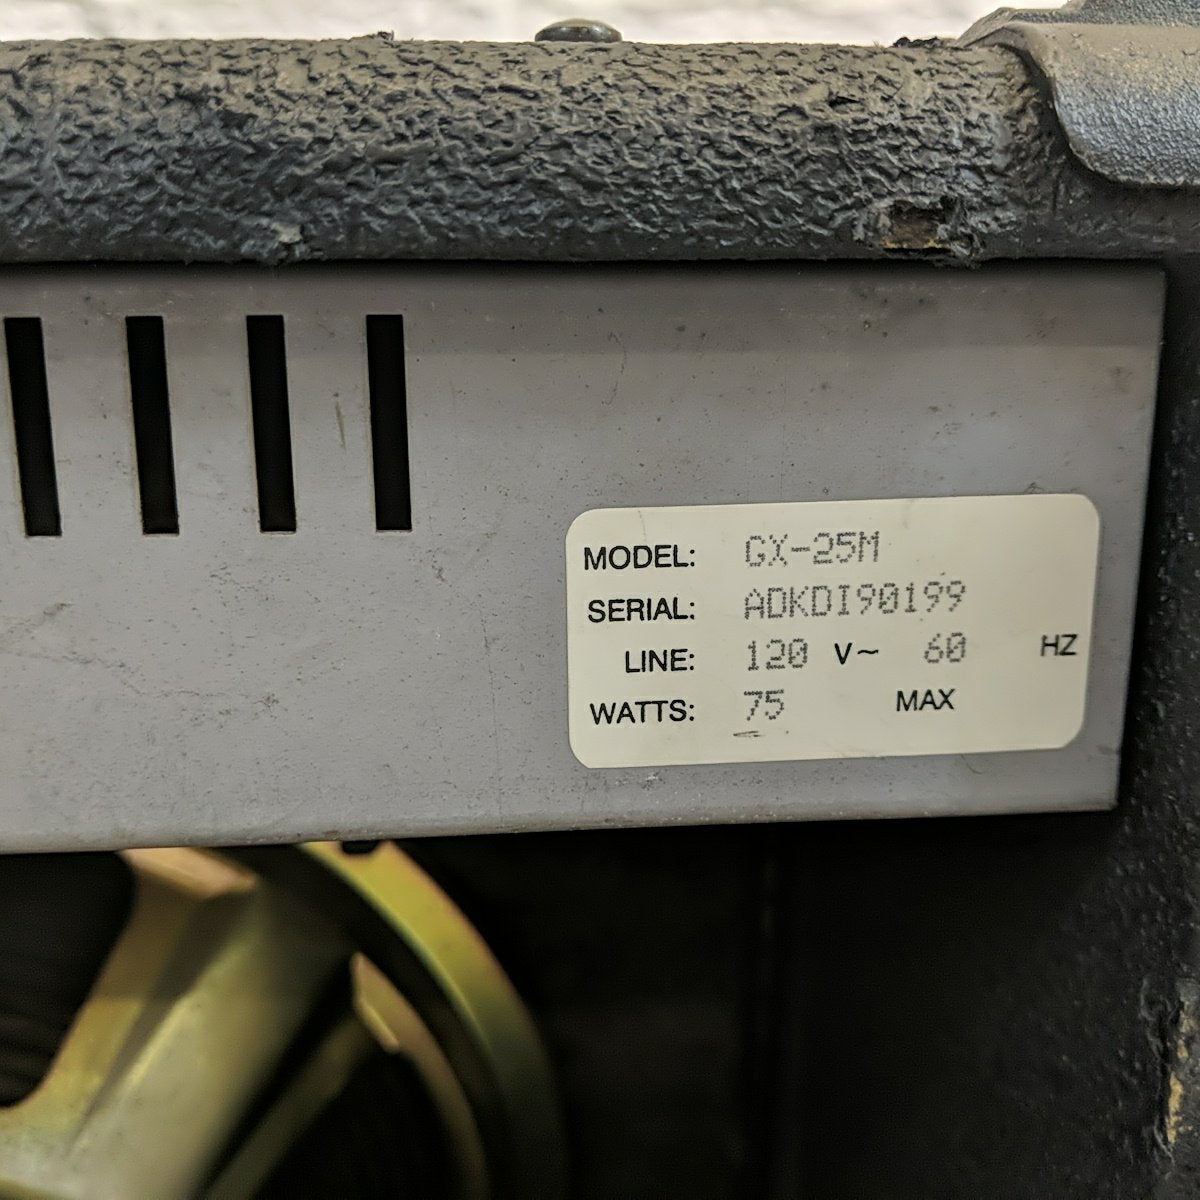 MODEL: GX-25M
SERIAL: ADKDI90199
LINE: 120 V~ 60 HZ
WATTS: 75 MAX